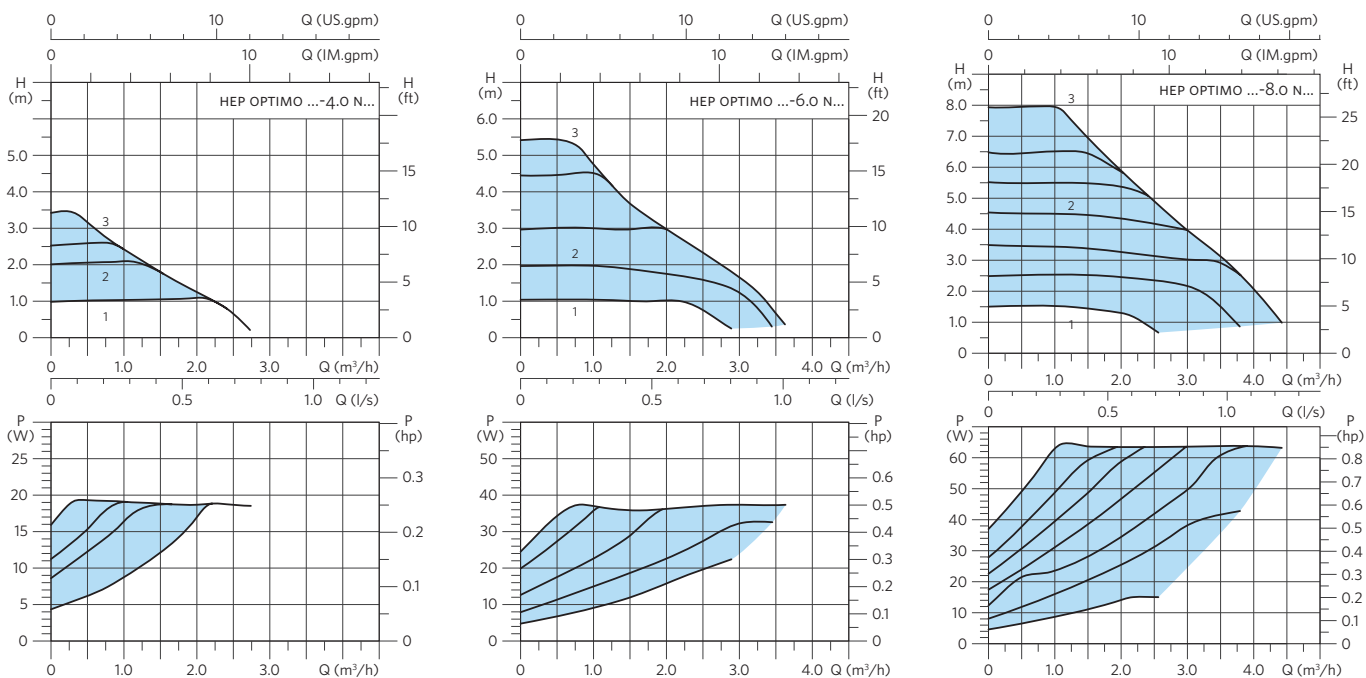 0 10 Q (US.gpm)
0 10 Q (IM.gpm)
H (m)
H (ft)
HEP OPTIMO ...-4.0 N...
5.0
4.0
3.0
2.0
1.0
0
15
10
5
0
3
2
1
0 1.0 2.0 3.0 Q (m³/h)
0 0.5 1.0 Q (l/s)
P (W)
P (hp)
25
20
15
10
5
0
0.3
0.2
0.1
0
0 1.0 2.0 3.0 Q (m³/h)
0 10 Q (US.gpm)
0 10 Q (IM.gpm)
H (m)
H (ft)
HEP OPTIMO ...-6.0 N...
6.0
5.0
4.0
3.0
2.0
1.0
0
20
15
10
5
0
3
2
1
0 1.0 2.0 3.0 4.0 Q (m³/h)
0 0.5 1.0 Q (l/s)
P (W)
P (hp)
50
40
30
20
10
0
0.6
0.5
0.4
0.3
0.2
0.1
0
0 1.0 2.0 3.0 4.0 Q (m³/h)
0 10 Q (US.gpm)
0 10 Q (IM.gpm)
H (m)
H (ft)
HEP OPTIMO ...-8.0 N...
8.0
7.0
6.0
5.0
4.0
3.0
2.0
1.0
0
25
20
15
10
5
0
3
2
1
0 1.0 2.0 3.0 4.0 Q (m³/h)
0 0.5 1.0 Q (l/s)
P (W)
P (hp)
60
50
40
30
20
10
0
0.8
0.7
0.6
0.5
0.4
0.3
0.2
0.1
0
0 1.0 2.0 3.0 4.0 Q (m³/h)